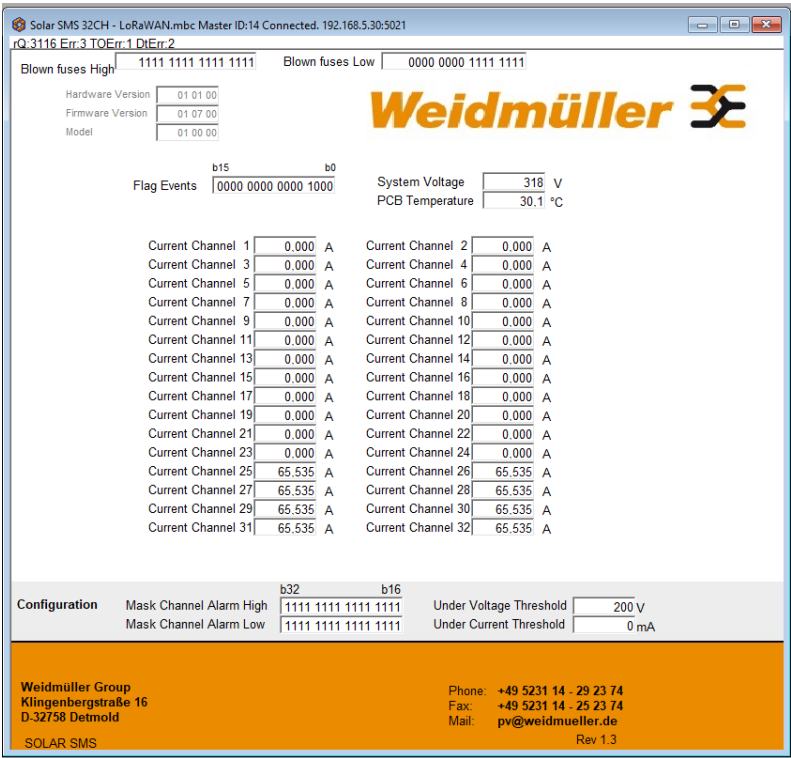 Solar SMS 32CH - LoRaWAN.mbc Master ID:14 Connected. 192.168.5.30:5021
rQ:3116 Err:3 TOErr:1 DtErr:2
Blown fuses High 1111 1111 1111 1111 Blown fuses Low 0000 0000 1111 1111
Hardware Version 01 01 00
Firmware Version 01 07 00
Model 01 00 00
Weidmüller
b15 b0
Flag Events 0000 0000 0000 1000 System Voltage 318 V
PCB Temperature 30,1 °C
Current Channel 1 0,000 A Current Channel 2 0,000 A
Current Channel 3 0,000 A Current Channel 4 0,000 A
Current Channel 5 0,000 A Current Channel 6 0,000 A
Current Channel 7 0,000 A Current Channel 8 0,000 A
Current Channel 9 0,000 A Current Channel 10 0,000 A
Current Channel 11 0,000 A Current Channel 12 0,000 A
Current Channel 13 0,000 A Current Channel 14 0,000 A
Current Channel 15 0,000 A Current Channel 16 0,000 A
Current Channel 17 0,000 A Current Channel 18 0,000 A
Current Channel 19 0,000 A Current Channel 20 0,000 A
Current Channel 21 0,000 A Current Channel 22 0,000 A
Current Channel 23 0,000 A Current Channel 24 0,000 A
Current Channel 25 65,535 A Current Channel 26 65,535 A
Current Channel 27 65,535 A Current Channel 28 65,535 A
Current Channel 29 65,535 A Current Channel 30 65,535 A
Current Channel 31 65,535 A Current Channel 32 65,535 A
b32 b16
Configuration Mask Channel Alarm High 1111 1111 1111 1111 Under Voltage Threshold 200 V
Mask Channel Alarm Low 1111 1111 1111 1111 Under Current Threshold 0 mA
Weidmüller Group
Klingenbergstraße 16
D-32758 Detmold
Phone: +49 5231 14 - 29 23 74
Fax: +49 5231 14 - 25 23 74
Mail: pv@weidmueller.de
SOLAR SMS Rev 1.3